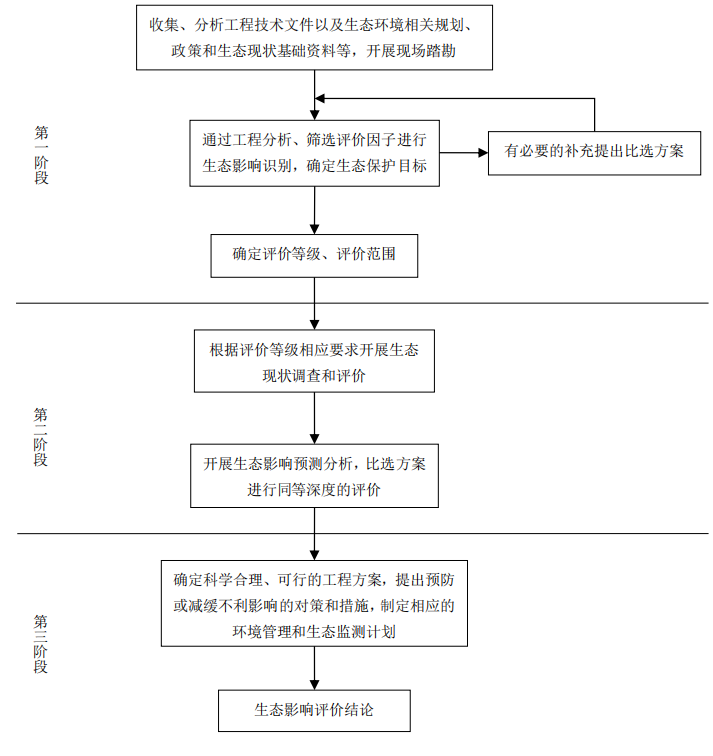 收集、分析工程技术文件以及生态环境相关规划、
政策和生态现状基础资料等，开展现场踏勘
第一阶段
通过工程分析、筛选评价因子进行
生态影响识别，确定生态保护目标
有必要的补充提出比选方案
确定评价等级、评价范围
根据评价等级相应要求开展生态
现状调查和评价
第二阶段
开展生态影响预测分析，比选方案
进行同等深度的评价
确定科学合理、可行的工程方案，提出预防
或减缓不利影响的对策和措施，制定相应的
环境管理和生态监测计划
第三阶段
生态影响评价结论